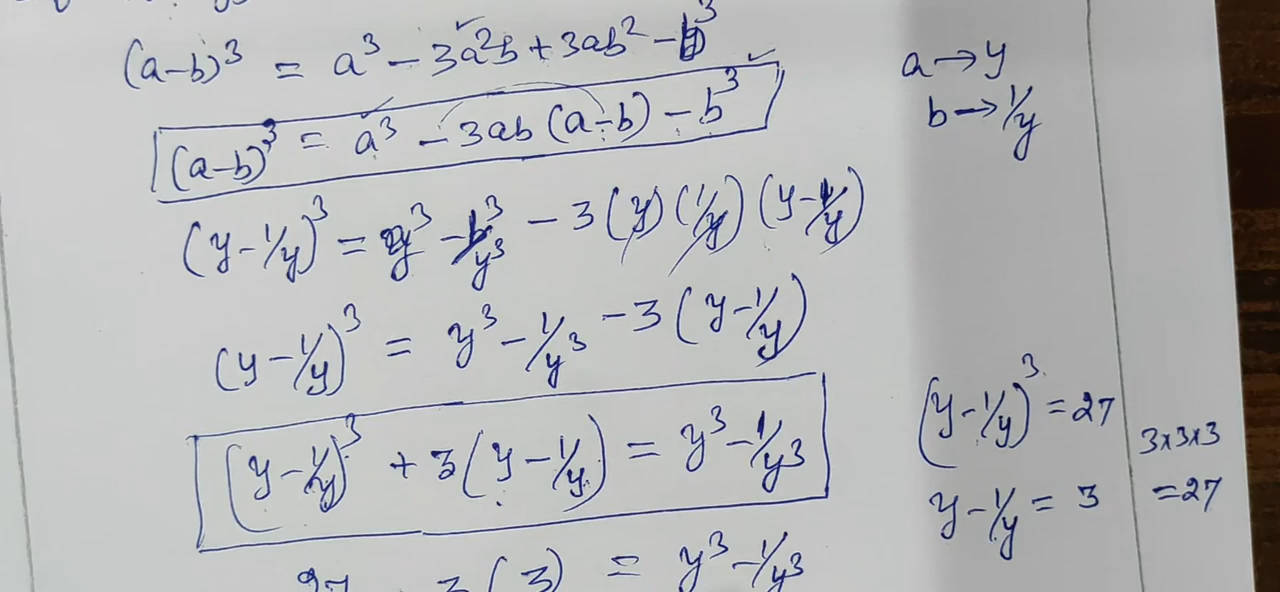 (a-b)³ = a³ - 3a²b + 3ab² - b³
(a-b)³ = a³ - 3ab(a-b) - b³
(y-1/y)³ = y³ - 1/y³ - 3(y)(1/y)(y-1/y)
(y-1/y)³ = y³ - 1/y³ - 3(y-1/y)
(y-1/y)³ + 3(y-1/y) = y³ - 1/y³
3(3) = y³ - 1/y³
a→y
b→1/y
(y-1/y)³ = 27
y-1/y = 3
3x3x3
=27